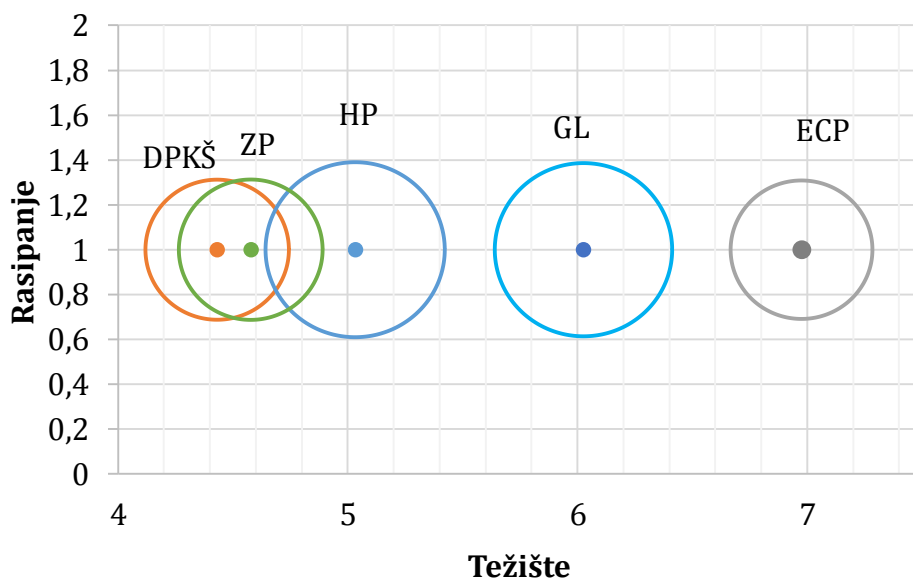 2
1,8
1,6
1,4
1,2
1
0,8
0,6
0,4
0,2
0
Rasipanje
DPKŠ
ZP
HP
GL
ECP
4 5 6 7
Težište